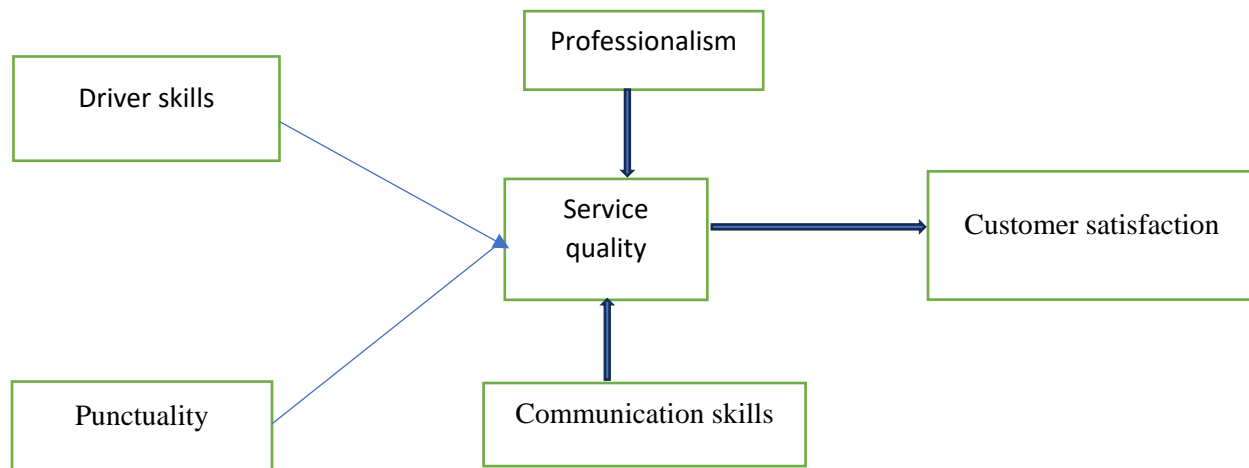 Professionalism
Driver skills
Service
quality
Customer satisfaction
Punctuality
Communication skills